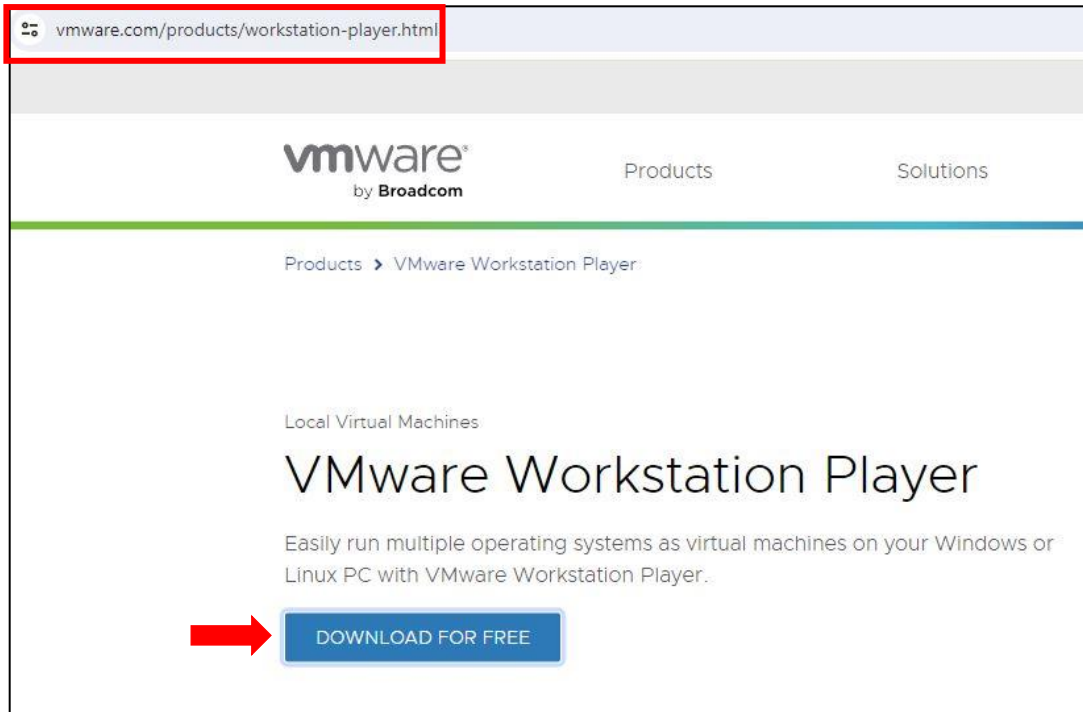 vmware.com/products/workstation-player.html
vmware®
by Broadcom
Products
Solutions
Products > VMware Workstation Player
Local Virtual Machines
VMware Workstation Player
Easily run multiple operating systems as virtual machines on your Windows or
Linux PC with VMware Workstation Player.
DOWNLOAD FOR FREE